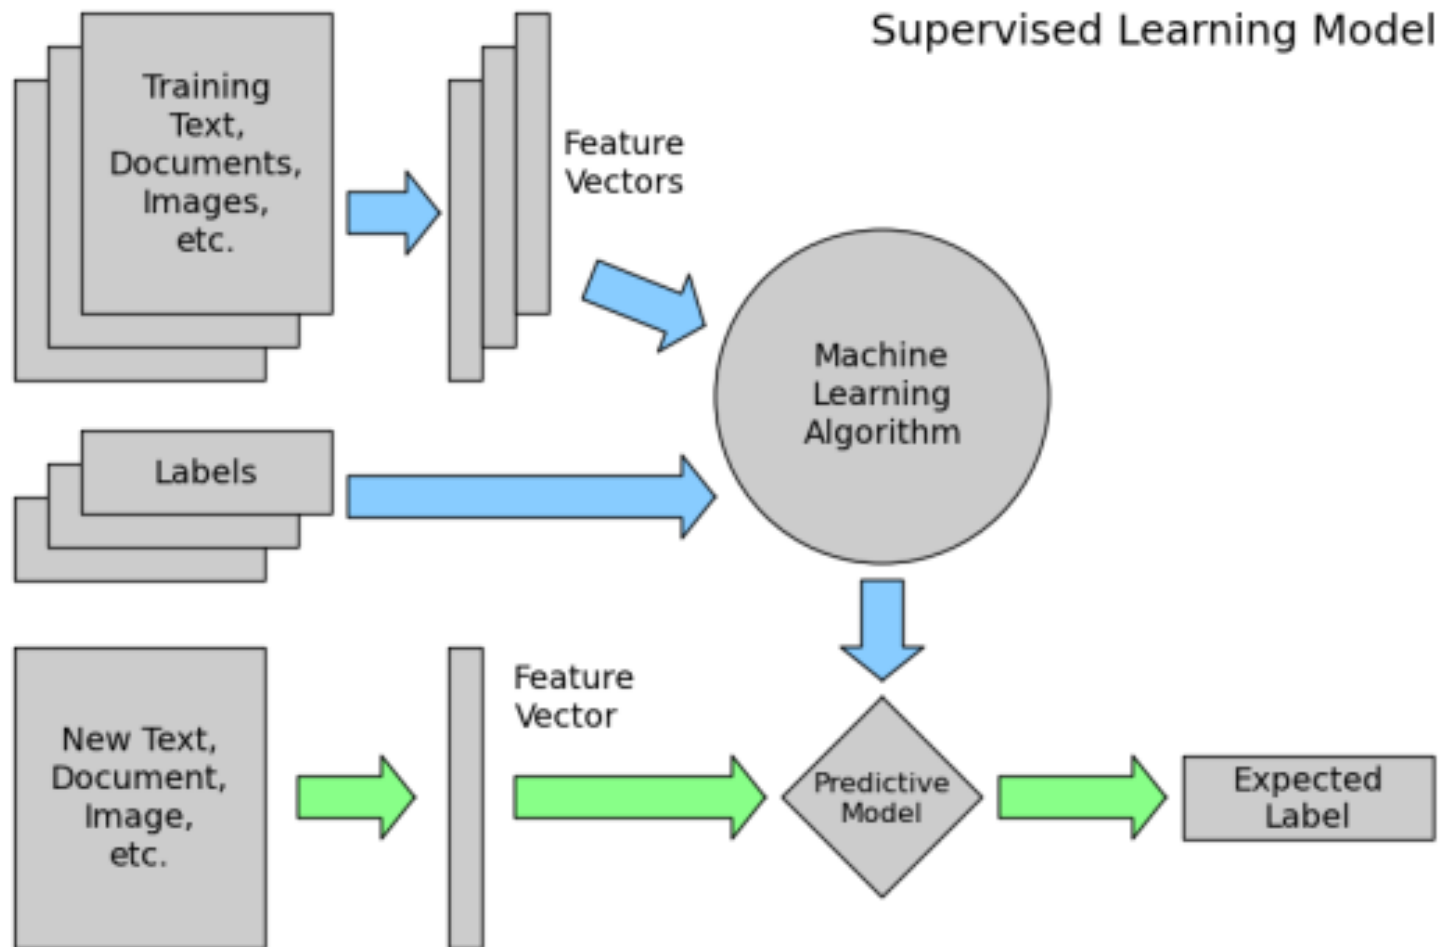 Supervised Learning Model
Training
Text,
Documents,
Images,
etc.
Feature
Vectors
Machine
Learning
Algorithm
Labels
New Text,
Document,
Image,
etc.
Feature
Vector
Predictive
Model
Expected
Label